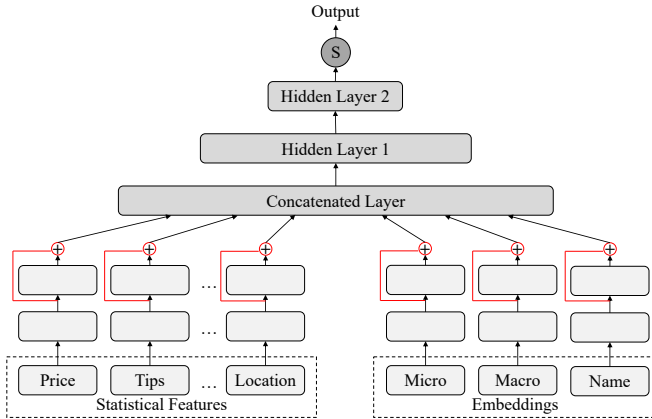 Output
S
Hidden Layer 2
Hidden Layer 1
Concatenated Layer
+ + + + + +
...
...
Price Tips ... Location Micro Macro Name
Statistical Features Embeddings